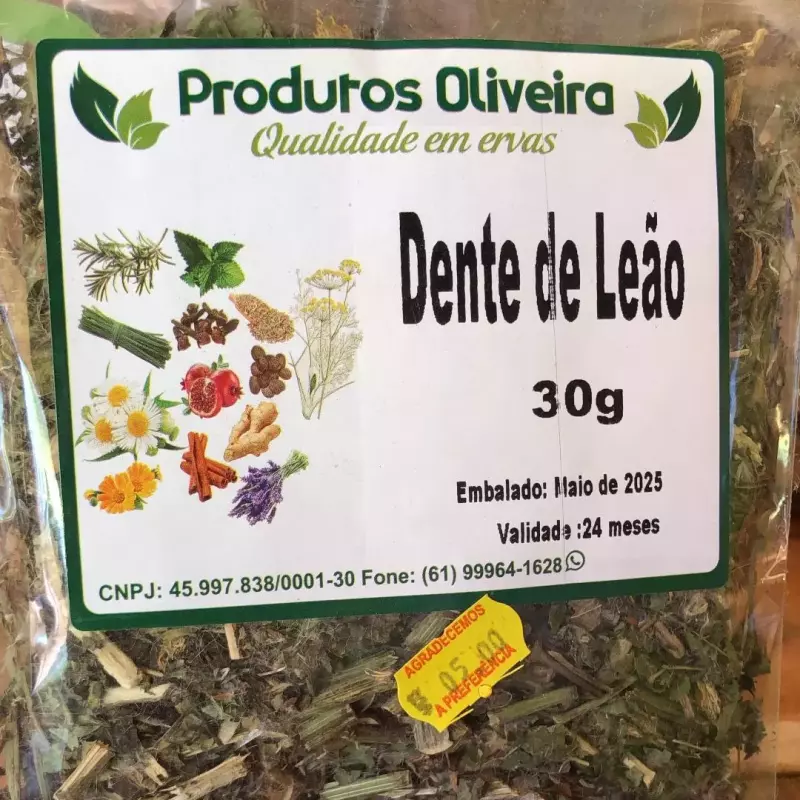 Produtos Oliveira
Qualidade em ervas
Dente de Leão
30g
Embalado: Maio de 2025
Validade :24 meses
CNPJ: 45.997.838/0001-30 Fone: (61) 99964-1628
AGRADECEMOS
$ 05,00
A PREFERÊNCIA